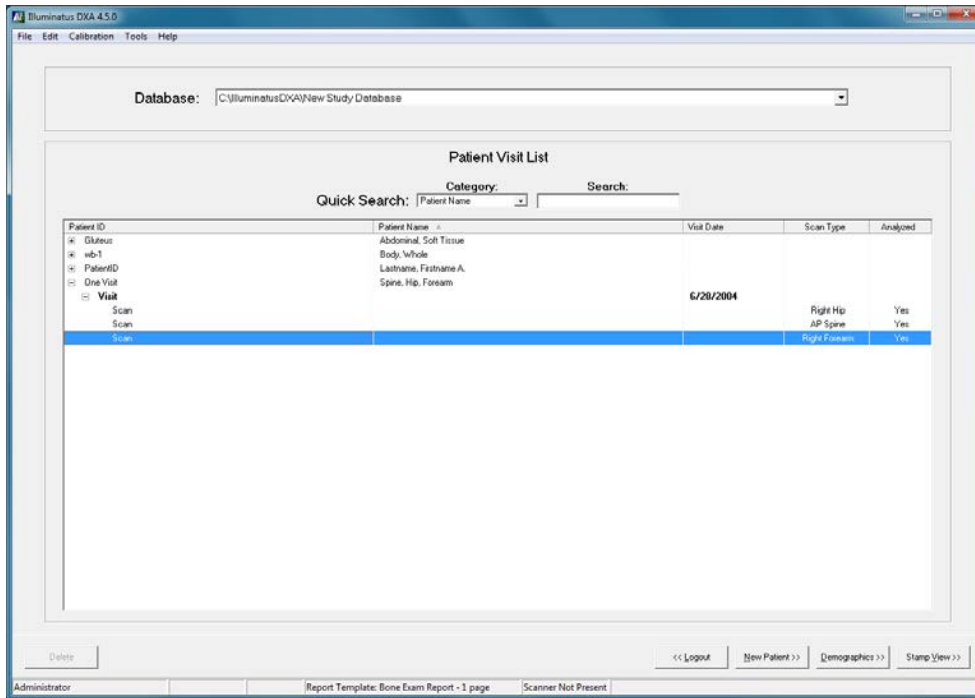 Illuminatus DXA 4.5.0
File Edit Calibration Tools Help
Database: C:\IlluminatusDXA\New Study Database
Patient Visit List
Category: Search:
Quick Search: Patient Name
Patient ID Patient Name Visit Date Scan Type Analyzed
Gluteus Abdominal, Soft Tissue
wb-1 Body, Whole
PatientID Lastname, Firstname A.
One Visit Spine, Hip, Forearm
Visit 6/28/2004
Scan Right Hip Yes
Scan AP Spine Yes
Scan Right Forearm Yes
Delete << Logout New Patient >> Demographics >> Stamp View >>
Administrator Report Template: Bone Exam Report - 1 page Scanner Not Present